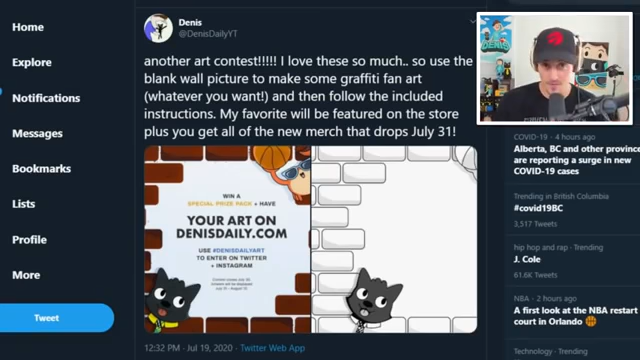 Home
Explore
Notifications
Messages
Bookmarks
Lists
Profile
More
Tweet
Denis
@DenisDailyYT
another art contest!!!!! I love these so much.. so use the
blank wall picture to make some graffiti fan art
(whatever you want!) and then follow the included
instructions. My favorite will be featured on the store
plus you get all of the new merch that drops July 31!
WIN A
SPECIAL PRIZE PACK + HAVE
YOUR ART ON
DENISDAILY.COM
USE #DENISDAILYART
TO ENTER ON TWITTER
+ INSTAGRAM
12:32 PM · Jul 19, 2020 · Twitter Web App
COVID-19 · 4 hours ago
Alberta, BC and other province
are reporting a surge in new
COVID-19 cases
Trending in British Columbia
#covid19BC
3,517 Tweets
hip hop and rap · Trending
J. Cole
61.6K Tweets
NBA · 2 hours ago
A first look at the NBA restart
court in Orlando
Technology · Trending